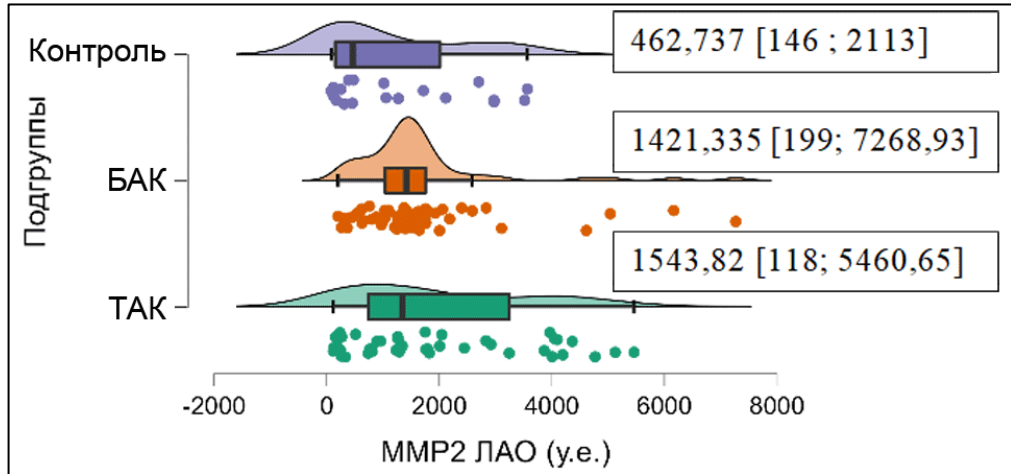 Контроль
462,737 [146 ; 2113]
БАК
1421,335 [199; 7268,93]
ТАК
1543,82 [118; 5460,65]
Подгруппы
-2000 0 2000 4000 6000 8000
ММР2 ЛАО (у.е.)